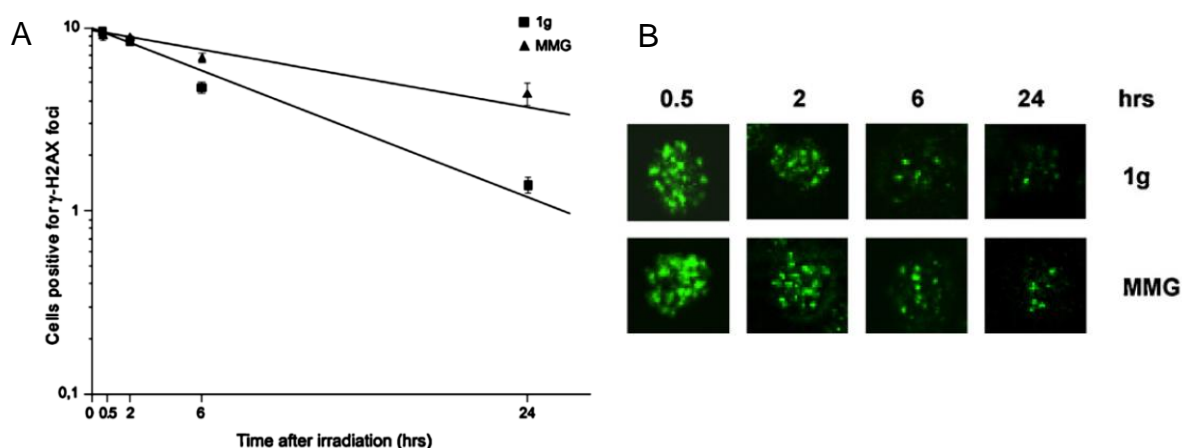 A
10
1
0,1
Cells positive for γ-H2AX foci
0 0.5 2 6 24
Time after irradiation (hrs)
1g
MMG
B
0.5 2 6 24 hrs
1g
MMG